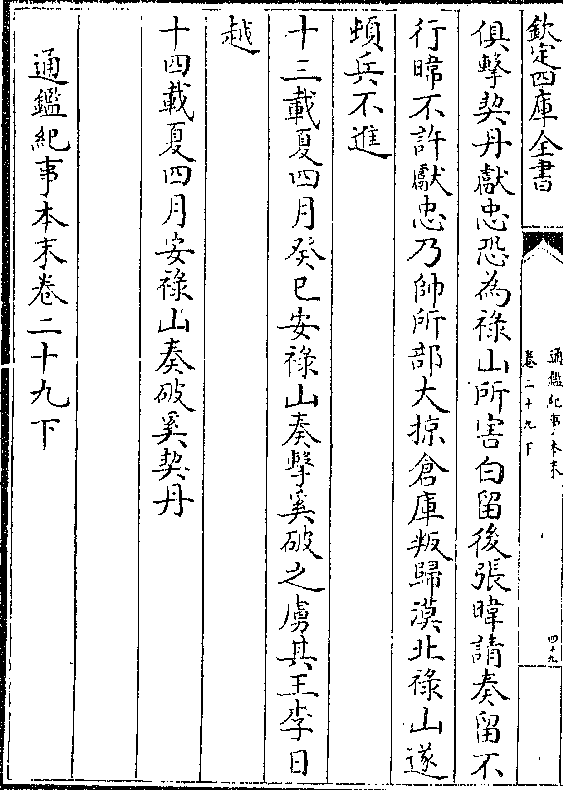 欽定四庫全書
通鑑紀事本末
卷二十九下
四十九
俱擊契丹獻忠恐為祿山所害白留後張暐請奏留不
行暐不許獻忠乃帥所部大掠倉庫叛歸漠北祿山遂
頓兵不進
十三載夏四月癸巳安祿山奏擊奚破之虜其王李日
越
十四載夏四月安祿山奏破奚契丹
通鑑紀事本末卷二十九下